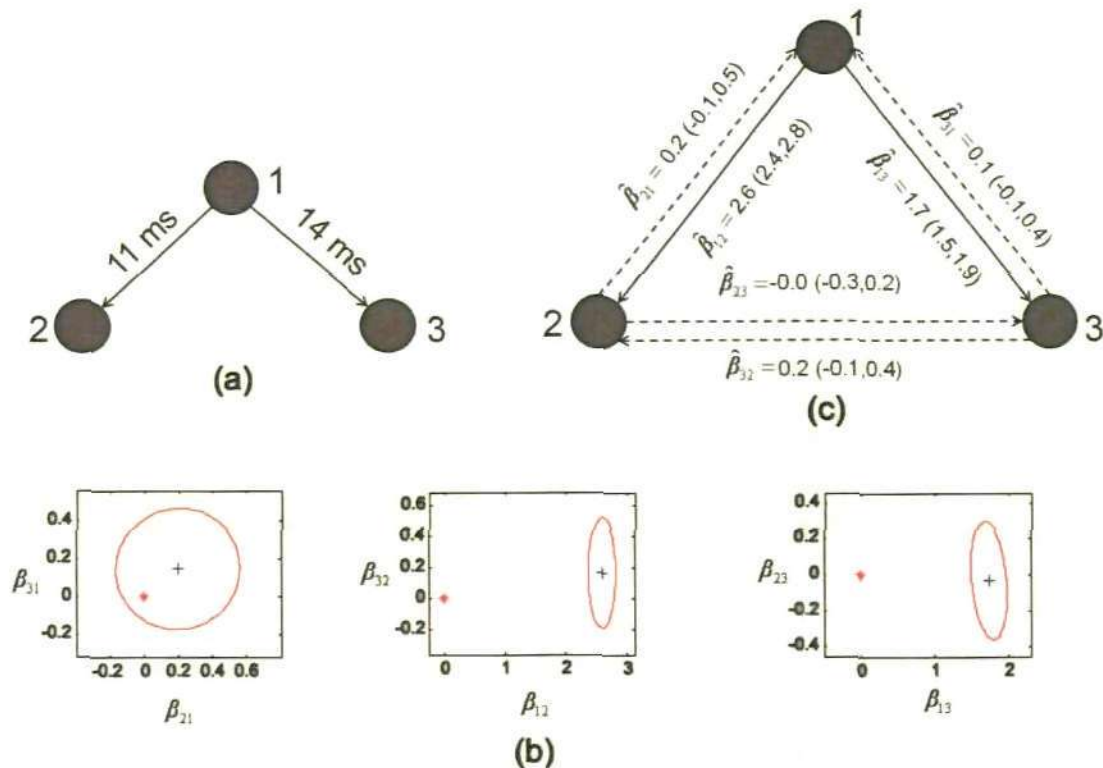 1
11 ms
14 ms
2
3
(a)
1
β̂21 = 0.2 (-0.1,0.5)
β̂12 = 2.6 (2.4,2.8)
β̂13 = 1.7 (1.5,1.9)
β̂31 = 0.1 (-0.1,0.4)
β̂23 =-0.0 (-0.3,0.2)
2
3
β̂32 = 0.2 (-0.1,0.4)
(c)
0.4
0.2
0
-0.2
β31
-0.2 0 0.2 0.4 0.6
β21
0.6
0.4
0.2
0
-0.2
β32
0 1 2 3
β12
0.4
0.2
0
-0.2
-0.4
β23
0 1 2
β13
(b)